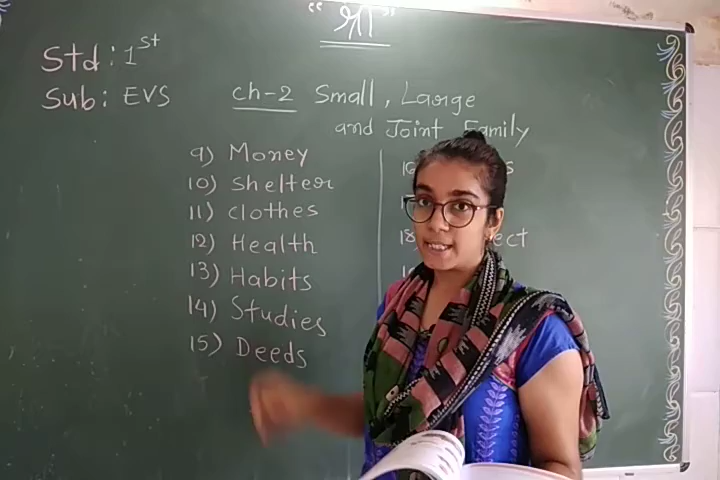 “ श्री ”
Std : 1st
Sub : EVS
ch-2 Small, Large
and Joint Family
9) Money
10) Shelter
11) clothes
12) Health
13) Habits
14) Studies
15) Deeds